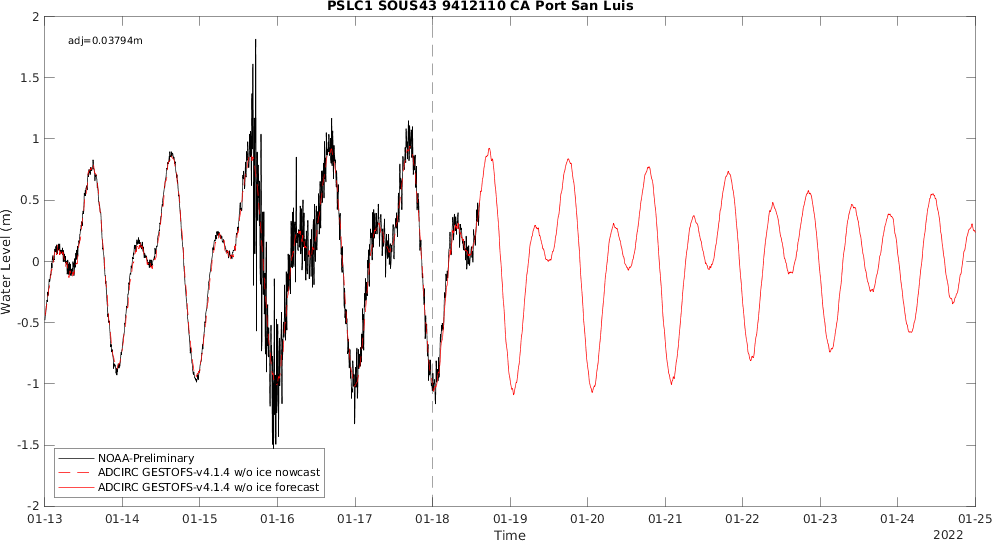 PSLC1 SOUS43 9412110 CA Port San Luis
adj=0.03794m
2
1.5
1
0.5
0
-0.5
-1
-1.5
-2
Water Level (m)
NOAA-Preliminary
ADCIRC GESTOFS-v4.1.4 w/o ice nowcast
ADCIRC GESTOFS-v4.1.4 w/o ice forecast
01-13 01-14 01-15 01-16 01-17 01-18 01-19 01-20 01-21 01-22 01-23 01-24 01-25
Time
2022